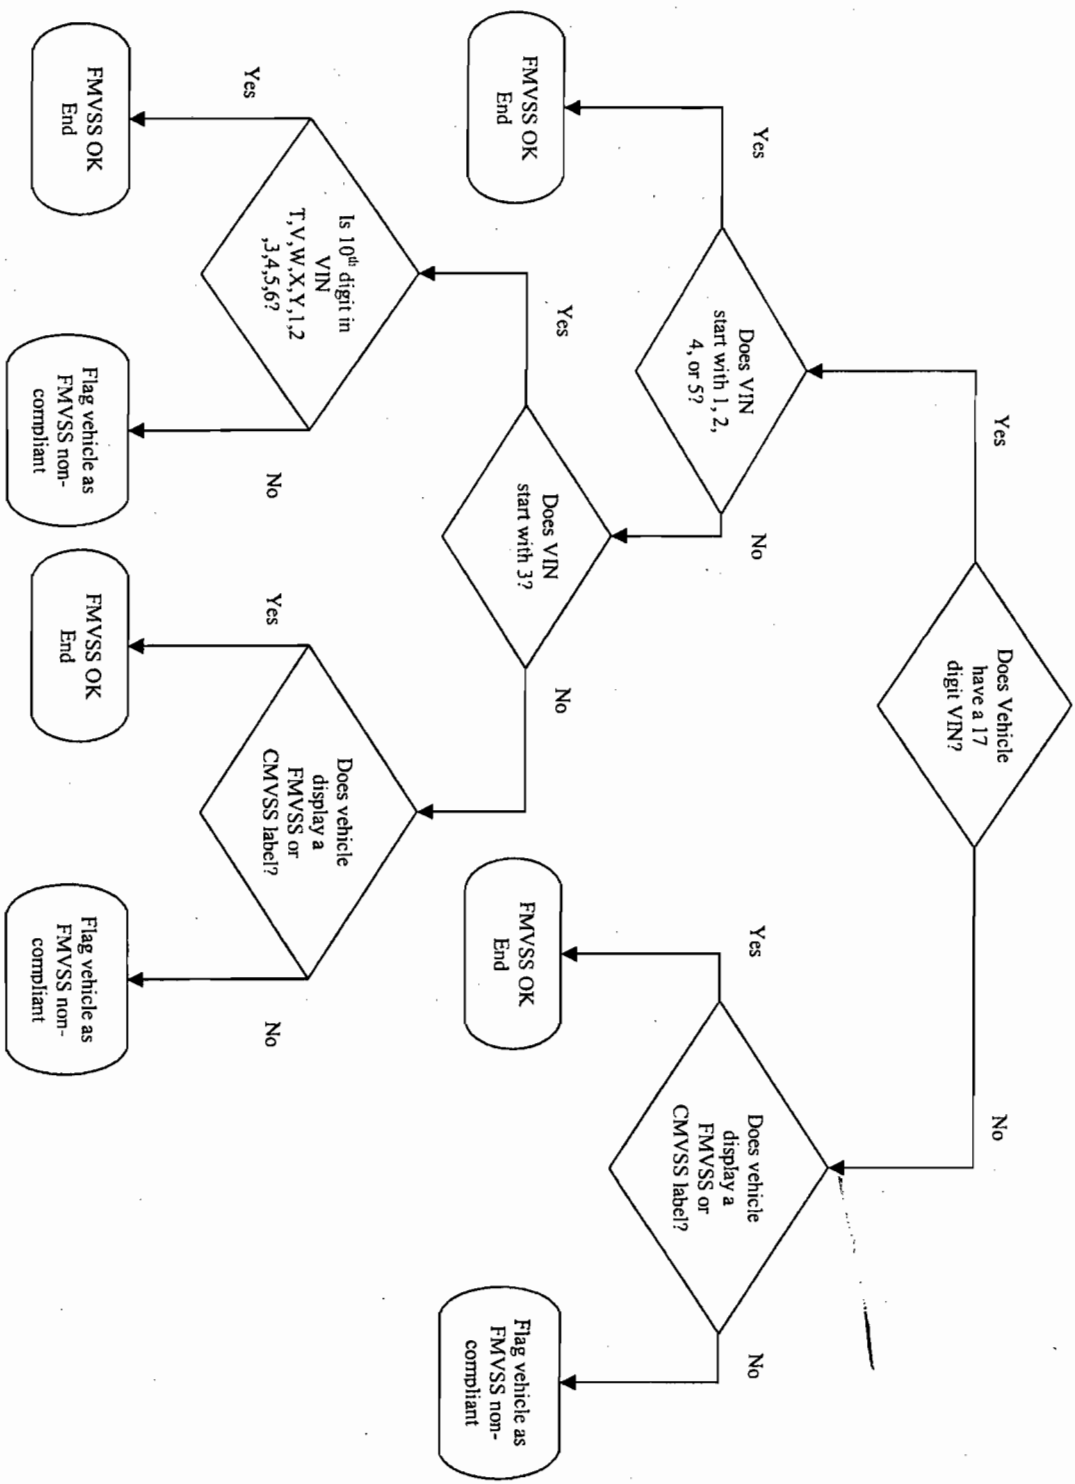 Does Vehicle
have a 17
digit VIN?
Yes
No
Does VIN
start with 1, 2,
4, or 5?
Yes
No
Does vehicle
display a
FMVSS or
CMVSS label?
Yes
No
FMVSS OK
End
Does VIN
start with 3?
Yes
No
FMVSS OK
End
Flag vehicle as
FMVSS non-
compliant
Is 10th digit in
VIN
T,V,W,X,Y,1,2
,3,4,5,6?
Yes
No
Does vehicle
display a
FMVSS or
CMVSS label?
Yes
No
FMVSS OK
End
Flag vehicle as
FMVSS non-
compliant
FMVSS OK
End
Flag vehicle as
FMVSS non-
compliant